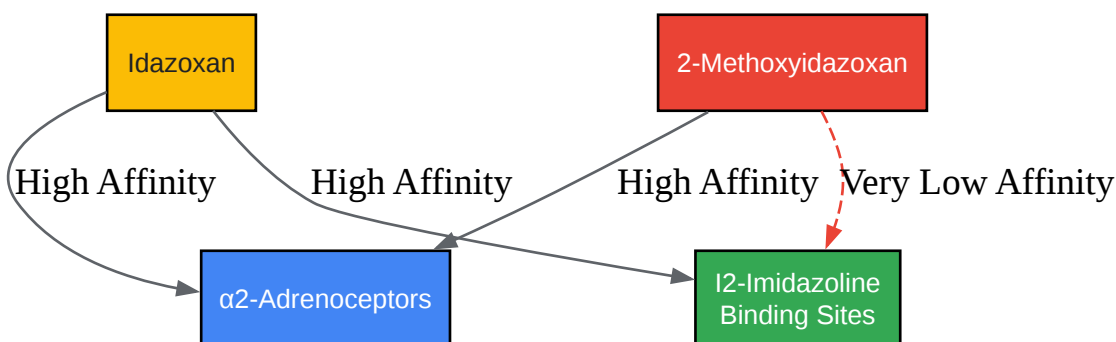 Idazoxan
2-Methoxyidazoxan
High Affinity
High Affinity
High Affinity
Very Low Affinity
α2-Adrenoceptors
I2-Imidazoline
Binding Sites